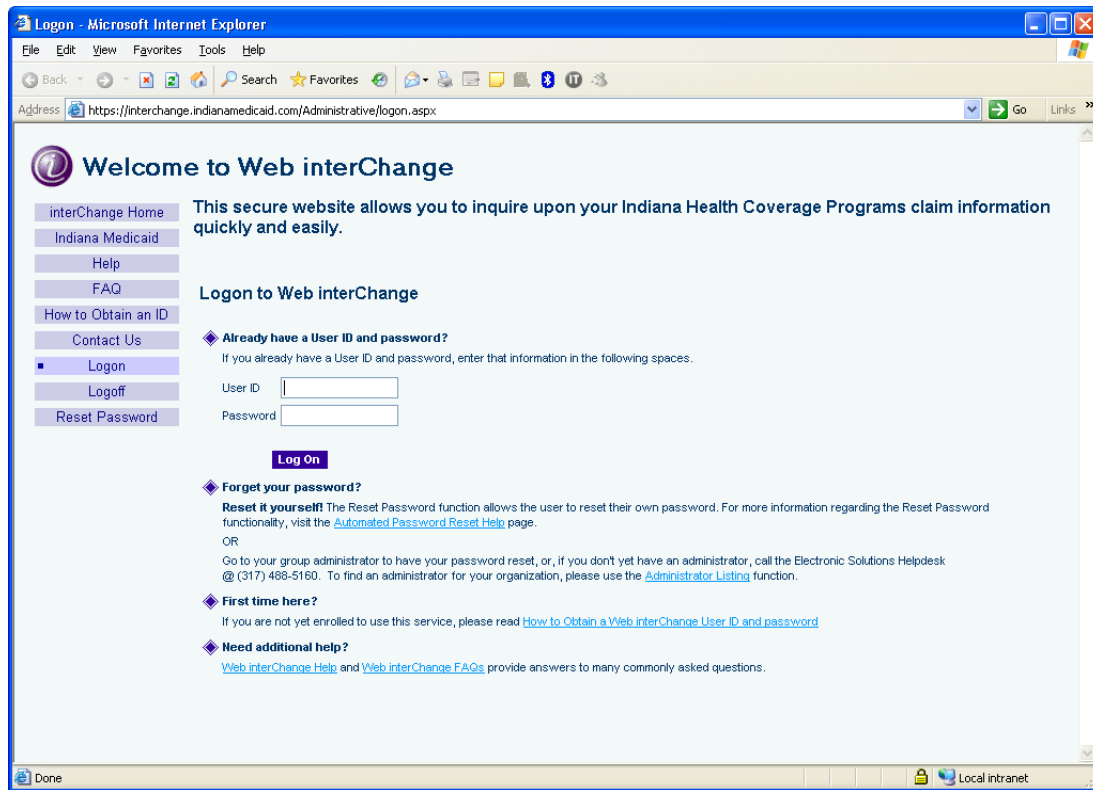 Logon - Microsoft Internet Explorer
File Edit View Favorites Tools Help
Back Search Favorites
Address https://interchange.indianamedicaid.com/Administrative/logon.aspx Go Links »
Welcome to Web interChange
interChange Home
Indiana Medicaid
Help
FAQ
How to Obtain an ID
Contact Us
Logon
Logoff
Reset Password
This secure website allows you to inquire upon your Indiana Health Coverage Programs claim information
quickly and easily.
Logon to Web interChange
Already have a User ID and password?
If you already have a User ID and password, enter that information in the following spaces.
User ID
Password
Log On
Forget your password?
Reset it yourself! The Reset Password function allows the user to reset their own password. For more information regarding the Reset Password
functionality, visit the Automated Password Reset Help page.
OR
Go to your group administrator to have your password reset, or, if you don't yet have an administrator, call the Electronic Solutions Helpdesk
@ (317) 488-5160. To find an administrator for your organization, please use the Administrator Listing function.
First time here?
If you are not yet enrolled to use this service, please read How to Obtain a Web interChange User ID and password
Need additional help?
Web interChange Help and Web interChange FAQs provide answers to many commonly asked questions.
Done Local intranet